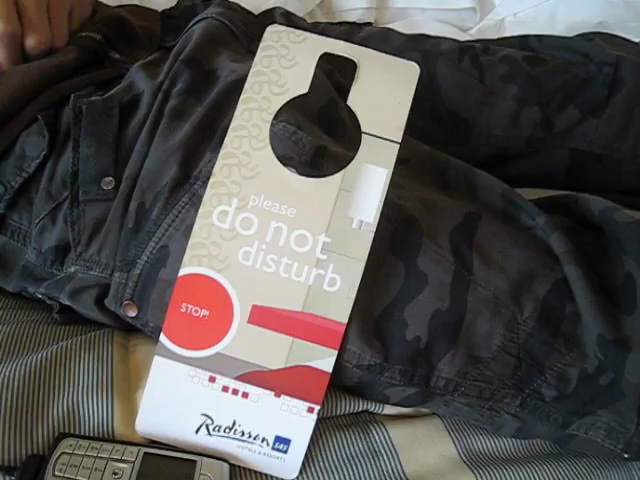 please
do not
disturb
STOP!
Radisson SAS
HOTELS & RESORTS